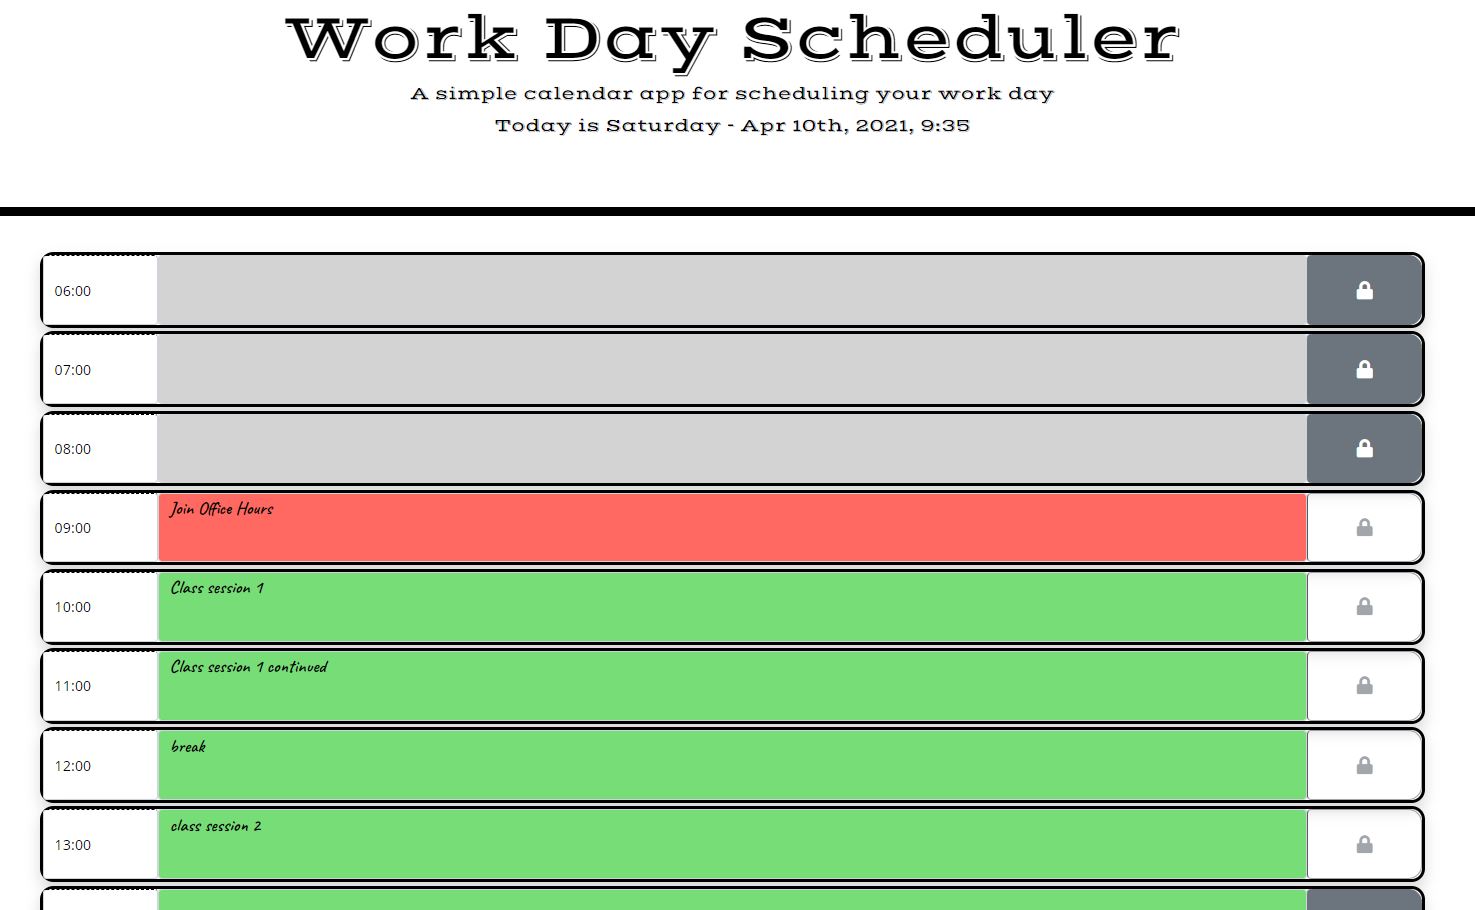 Work Day Scheduler
A simple calendar app for scheduling your work day
Today is Saturday - Apr 10th, 2021, 9:35
06:00
07:00
08:00
09:00 Join Office Hours
10:00 Class session 1
11:00 Class session 1 continued
12:00 break
13:00 class session 2